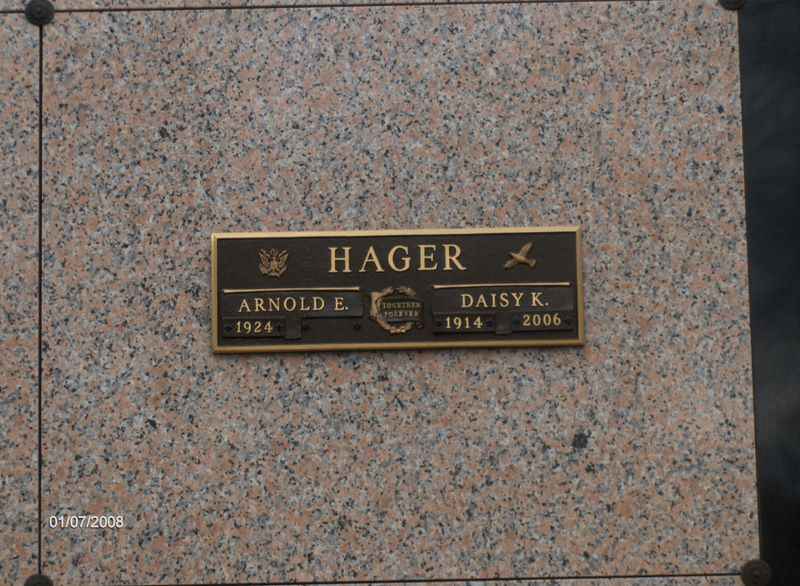 HAGER
ARNOLD E.
1924
TOGETHER
FOREVER
DAISY K.
1914 2006
01/07/2008